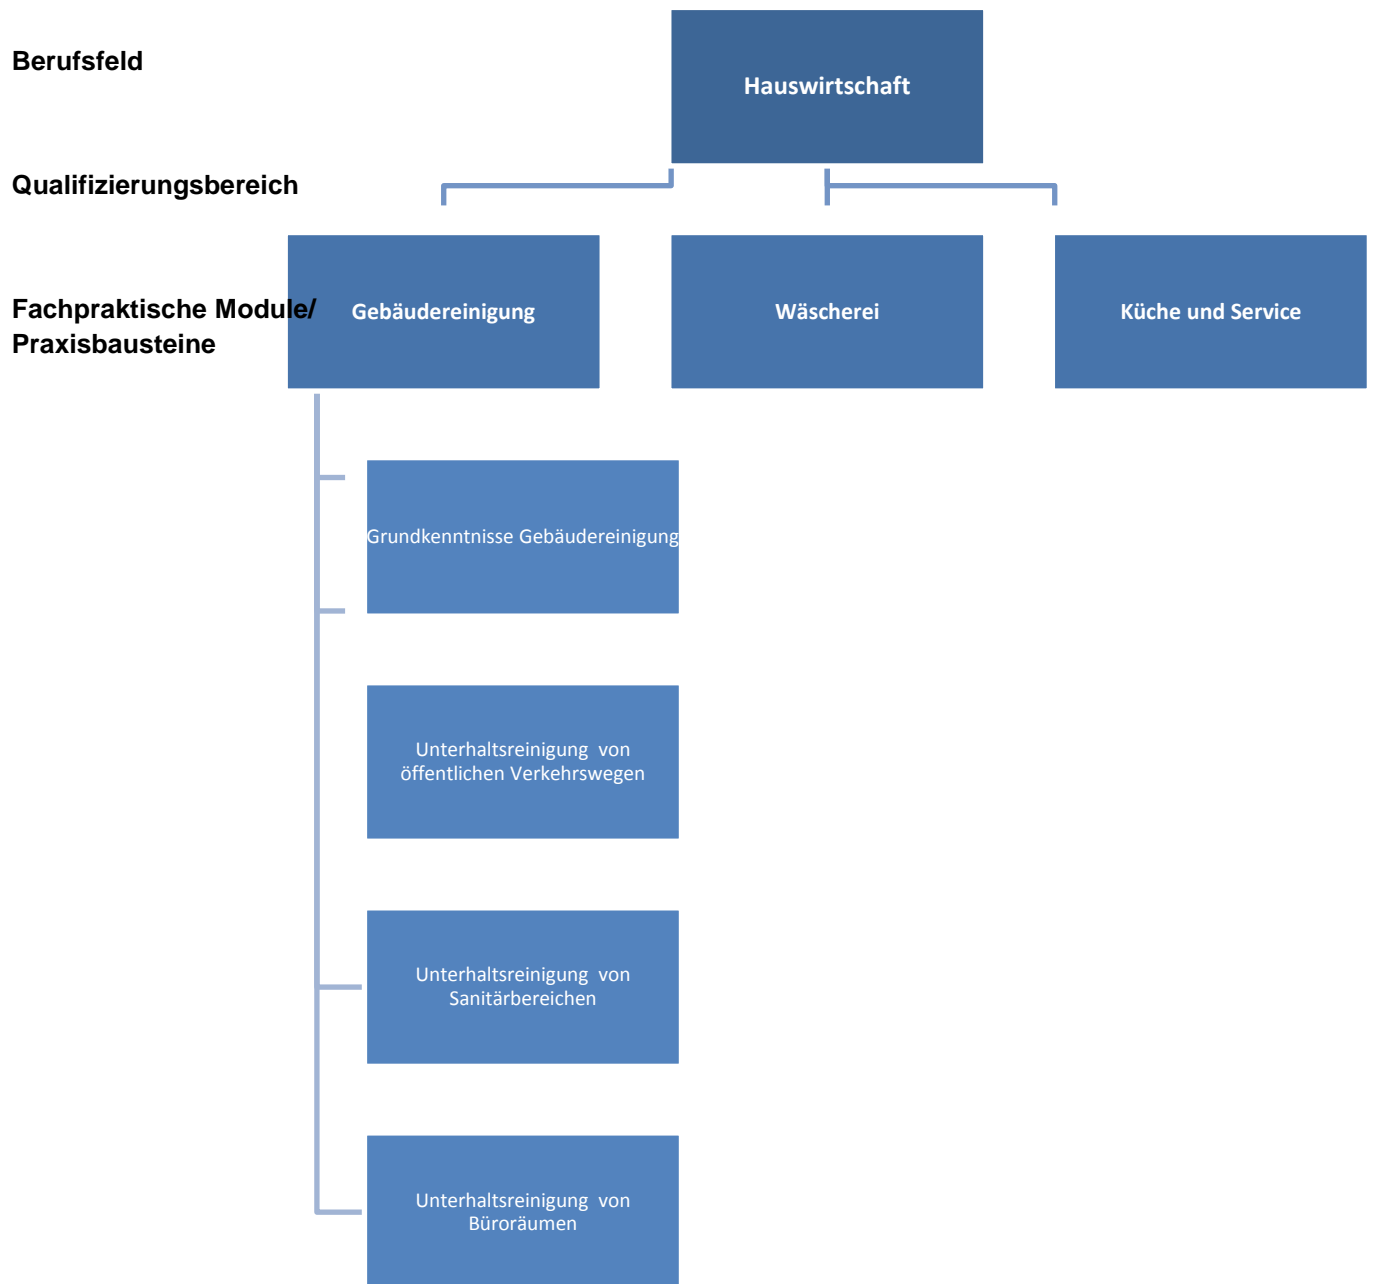 Berufsfeld
Hauswirtschaft
Qualifizierungsbereich
Fachpraktische Module/
Praxisbausteine
Gebäudereinigung
Wäscherei
Küche und Service
Grundkenntnisse Gebäudereinigung
Unterhaltsreinigung von
öffentlichen Verkehrswegen
Unterhaltsreinigung von
Sanitärbereichen
Unterhaltsreinigung von
Büroräumen